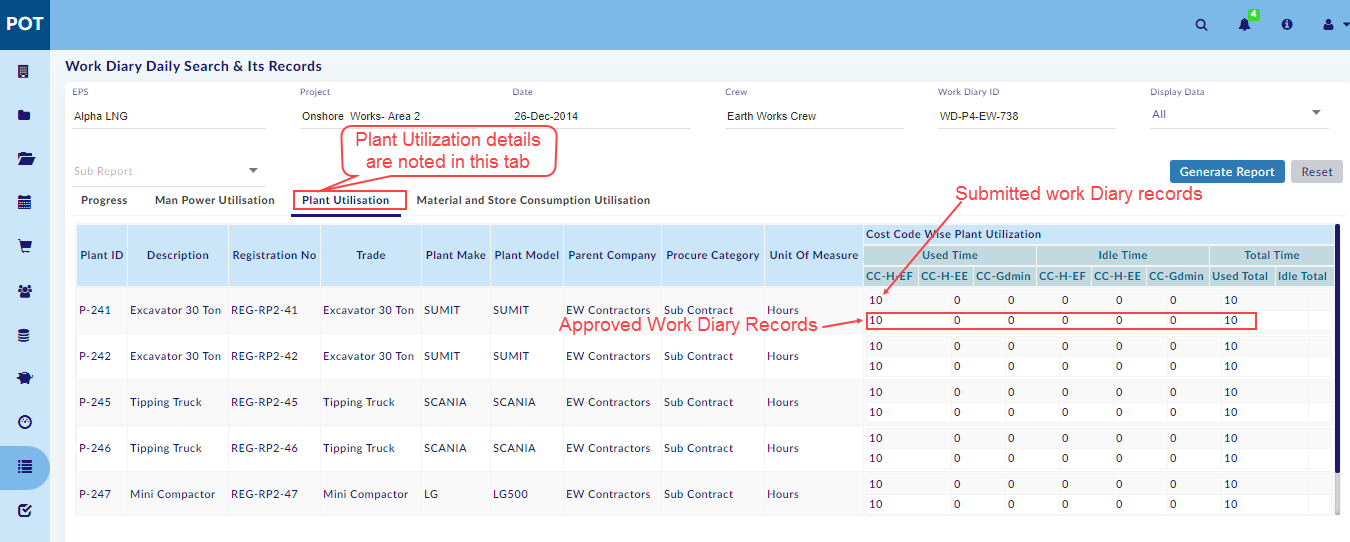 POT
4
Work Diary Daily Search & Its Records
EPS Project Date Crew Work Diary ID Display Data
Alpha LNG Onshore Works- Area 2 26-Dec-2014 Earth Works Crew WD-P4-EW-738 All
Plant Utilization details
are noted in this tab
Sub Report Generate Report Reset
Progress Man Power Utilisation Plant Utilisation Material and Store Consumption Utilisation
Submitted work Diary records
Cost Code Wise Plant Utilization
Plant ID Description Registration No Trade Plant Make Plant Model Parent Company Procure Category Unit Of Measure
Used Time Idle Time Total Time
CC-H-EF CC-H-EE CC-Gdmin CC-H-EF CC-H-EE CC-Gdmin Used Total Idle Total
P-241 Excavator 30 Ton REG-RP2-41 Excavator 30 Ton SUMIT SUMIT EW Contractors Sub Contract Hours
10 0 0 0 0 0 10
Approved Work Diary Records
10 0 0 0 0 0 10
P-242 Excavator 30 Ton REG-RP2-42 Excavator 30 Ton SUMIT SUMIT EW Contractors Sub Contract Hours
10 0 0 0 0 0 10
10 0 0 0 0 0 10
P-245 Tipping Truck REG-RP2-45 Tipping Truck SCANIA SCANIA EW Contractors Sub Contract Hours
10 0 0 0 0 0 10
10 0 0 0 0 0 10
P-246 Tipping Truck REG-RP2-46 Tipping Truck SCANIA SCANIA EW Contractors Sub Contract Hours
10 0 0 0 0 0 10
10 0 0 0 0 0 10
P-247 Mini Compactor REG-RP2-47 Mini Compactor LG LG500 EW Contractors Sub Contract Hours
10 0 0 0 0 0 10
10 0 0 0 0 0 10